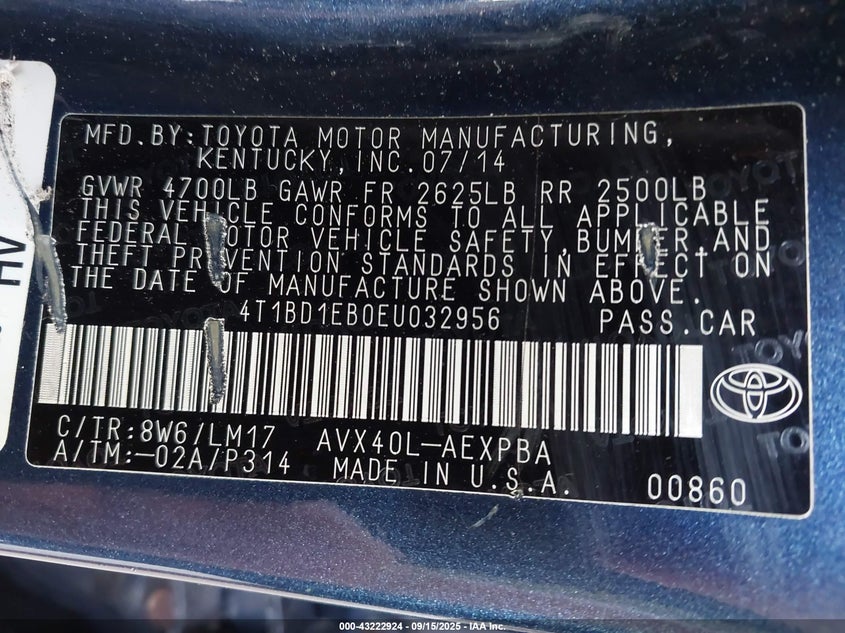 MFD.BY:TOYOTA MOTOR MANUFACTURING,
KENTUCKY,INC.07/14
GVWR 4700LB GAWR FR 2625LB RR 2500LB
THIS VEHICLE CONFORMS TO ALL APPLICABLE
FEDERAL MOTOR VEHICLE SAFETY,BUMPER,AND
THEFT PREVENTION STANDARDS IN EFFECT ON
THE DATE OF MANUFACTURE SHOWN ABOVE.
4T1BD1EB0EU032956 PASS.CAR
C/TR:8W6/LM17 AVX40L-AEXPBA
A/TM:-02A/P314 MADE IN U.S.A. 00860
HV
000-43222924 - 09/15/2025 - IAA Inc.